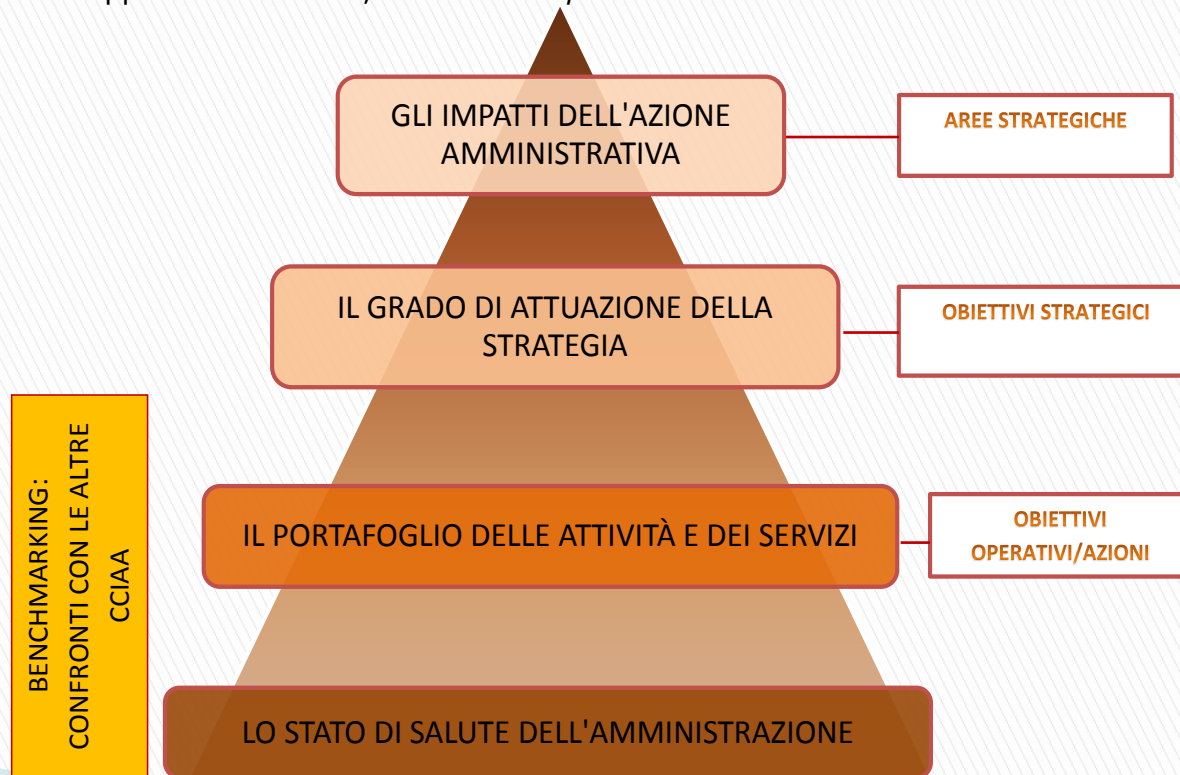 GLI IMPATTI DELL'AZIONE
AMMINISTRATIVA
AREE STRATEGICHE
IL GRADO DI ATTUAZIONE DELLA
STRATEGIA
OBIETTIVI STRATEGICI
BENCHMARKING:
CONFRONTI CON LE ALTRE
CCIAA
IL PORTAFOGLIO DELLE ATTIVITÀ E DEI SERVIZI
OBIETTIVI
OPERATIVI/AZIONI
LO STATO DI SALUTE DELL'AMMINISTRAZIONE